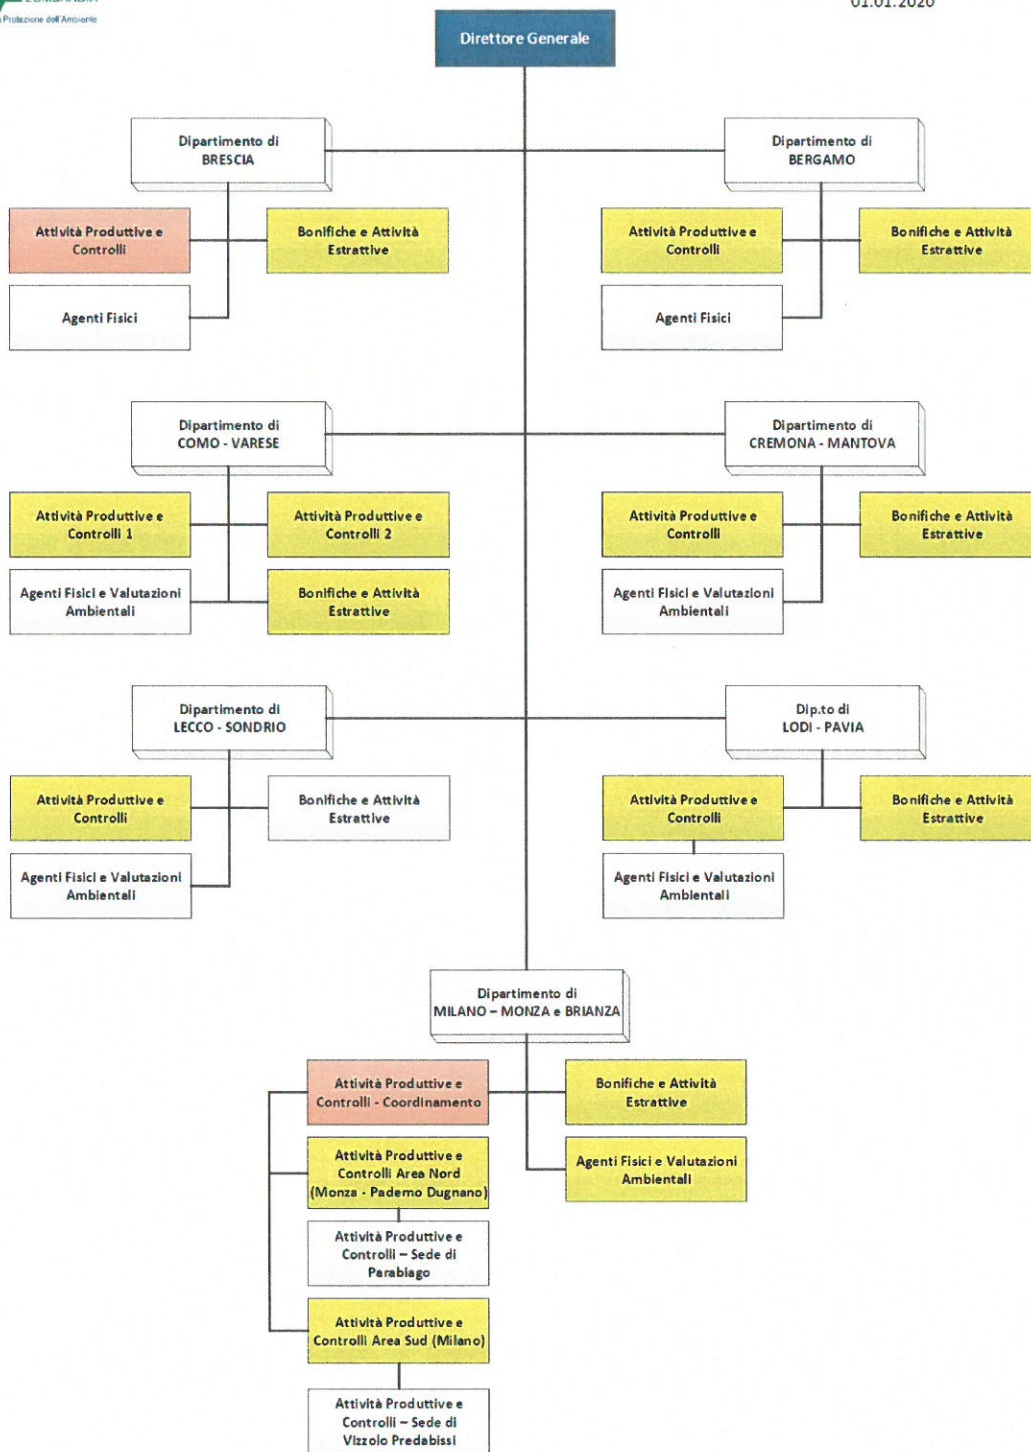 LOMBARDIA
Protezione dell'Ambiente
01.01.2020
Direttore Generale
Dipartimento di
BRESCIA
Dipartimento di
BERGAMO
Attività Produttive e
Controlli
Bonifiche e Attività
Estrattive
Attività Produttive e
Controlli
Bonifiche e Attività
Estrattive
Agenti Fisici
Agenti Fisici
Dipartimento di
COMO - VARESE
Dipartimento di
CREMONA - MANTOVA
Attività Produttive e
Controlli 1
Attività Produttive e
Controlli 2
Attività Produttive e
Controlli
Bonifiche e Attività
Estrattive
Agenti Fisici e Valutazioni
Ambientali
Bonifiche e Attività
Estrattive
Agenti Fisici e Valutazioni
Ambientali
Dipartimento di
LECCO - SONDRIO
Dip.to di
LODI - PAVIA
Attività Produttive e
Controlli
Bonifiche e Attività
Estrattive
Attività Produttive e
Controlli
Bonifiche e Attività
Estrattive
Agenti Fisici e Valutazioni
Ambientali
Agenti Fisici e Valutazioni
Ambientali
Dipartimento di
MILANO – MONZA e BRIANZA
Attività Produttive e
Controlli - Coordinamento
Bonifiche e Attività
Estrattive
Attività Produttive e
Controlli Area Nord
(Monza - Paderno Dugnano)
Agenti Fisici e Valutazioni
Ambientali
Attività Produttive e
Controlli – Sede di
Parabiago
Attività Produttive e
Controlli Area Sud (Milano)
Attività Produttive e
Controlli – Sede di
Vizzolo Predabissi